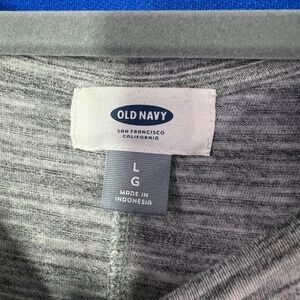 OLD NAVY
SAN FRANCISCO
CALIFORNIA
L
G
MADE IN
INDONESIA